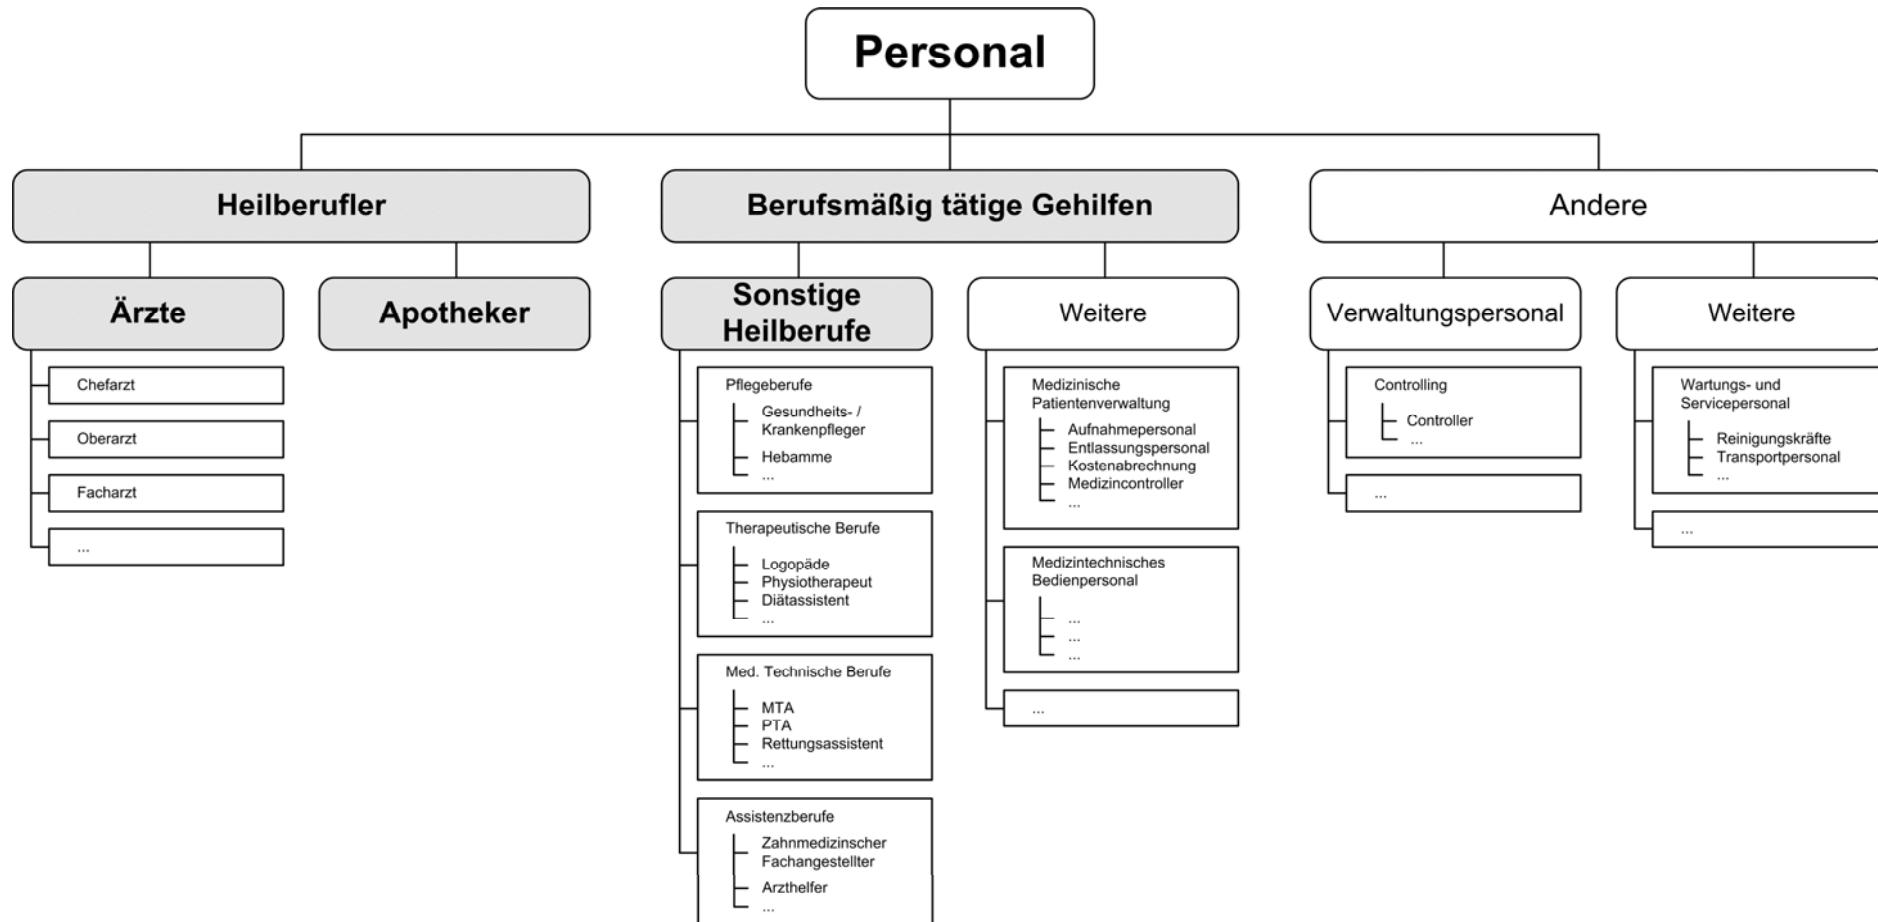 Personal
Heilberufler
Berufsmäßig tätige Gehilfen
Andere
Ärzte
Apotheker
Sonstige
Heilberufe
Weitere
Verwaltungspersonal
Weitere
Chefarzt
Oberarzt
Facharzt
...
Pflegeberufe
Gesundheits- /
Krankenpfleger
Hebamme
...
Therapeutische Berufe
Logopäde
Physiotherapeut
Diätassistent
...
Med. Technische Berufe
MTA
PTA
Rettungsassistent
...
Assistenzberufe
Zahnmedizinscher
Fachangestellter
Arzthelfer
...
Medizinische
Patientenverwaltung
Aufnahmepersonal
Entlassungspersonal
Kostenabrechnung
Medizincontroller
...
Medizintechnisches
Bedienpersonal
...
...
...
...
Controlling
Controller
...
...
Wartungs- und
Servicepersonal
Reinigungskräfte
Transportpersonal
...
...